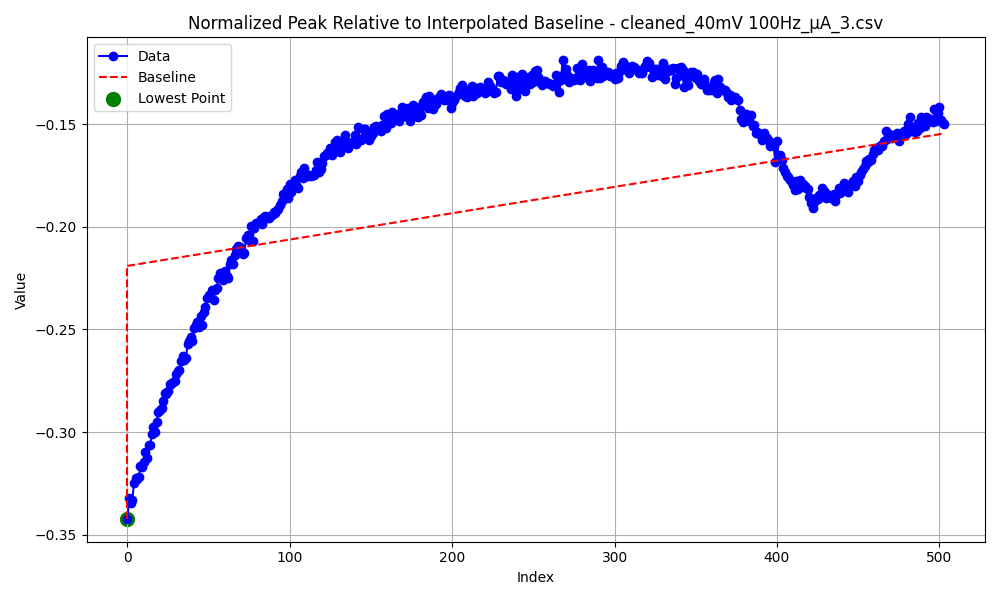 Normalized Peak Relative to Interpolated Baseline - cleaned_40mV 100Hz_μA_3.csv
Data
Baseline
Lowest Point
−0.15
−0.20
−0.25
−0.30
−0.35
Value
0 100 200 300 400 500
Index